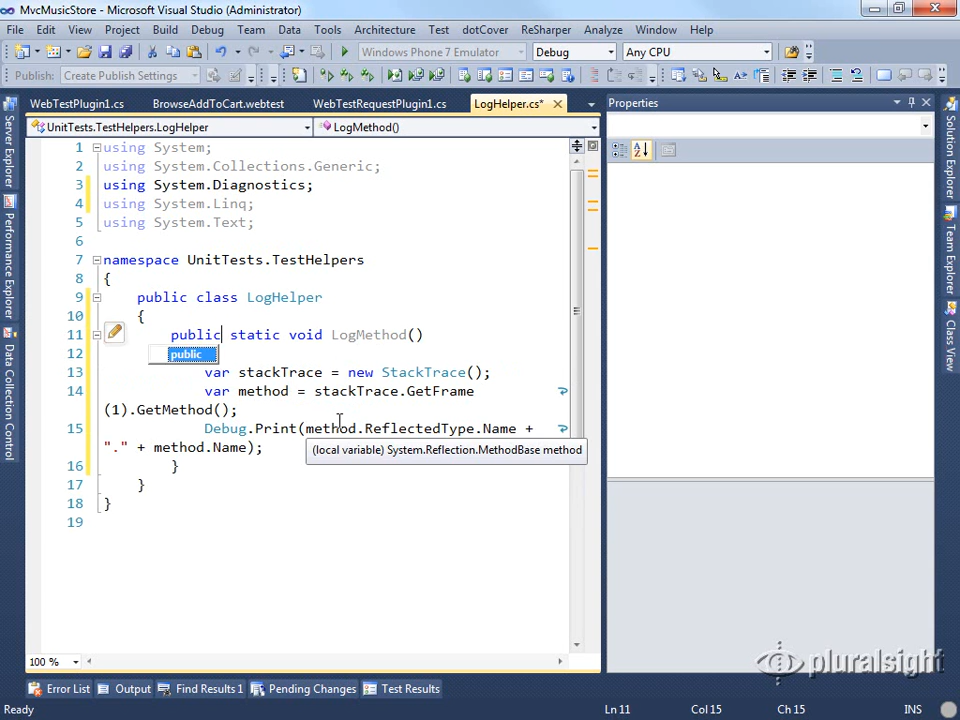 MvcMusicStore - Microsoft Visual Studio (Administrator)
File Edit View Project Build Debug Team Data Tools Architecture Test dotCover ReSharper Analyze Window Help
Windows Phone 7 Emulator Debug Any CPU
Publish: Create Publish Settings
WebTestPlugin1.cs BrowseAddToCart.webtest WebTestRequestPlugin1.cs LogHelper.cs* Properties
UnitTests.TestHelpers.LogHelper LogMethod()
1 using System;
2 using System.Collections.Generic;
3 using System.Diagnostics;
4 using System.Linq;
5 using System.Text;
6
7 namespace UnitTests.TestHelpers
8 {
9 public class LogHelper
10 {
11 public static void LogMethod()
12 public
13 var stackTrace = new StackTrace();
14 var method = stackTrace.GetFrame
(1).GetMethod();
15 Debug.Print(method.ReflectedType.Name +
"." + method.Name);
(local variable) System.Reflection.MethodBase method
16 }
17 }
18 }
19
100 %
Server Explorer
Performance Explorer
Data Collection
Solution Explorer
Team Explorer
Class View
pluralsight
Error List Output Find Results 1 Pending Changes Test Results
Ready Ln 11 Col 15 Ch 15 INS